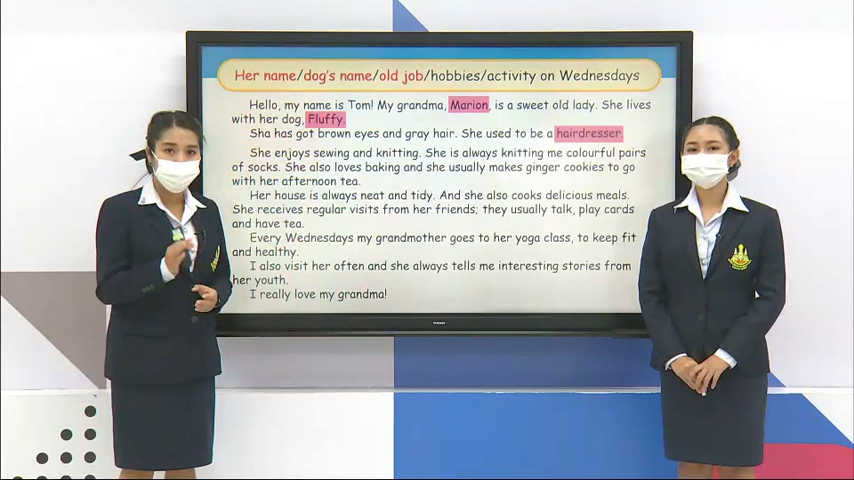 Her name/dog's name/old job/hobbies/activity on Wednesdays
Hello, my name is Tom! My grandma, Marion, is a sweet old lady. She lives
with her dog, Fluffy.
Sha has got brown eyes and gray hair. She used to be a hairdresser.
She enjoys sewing and knitting. She is always knitting me colourful pairs
of socks. She also loves baking and she usually makes ginger cookies to go
with her afternoon tea.
Her house is always neat and tidy. And she also cooks delicious meals.
She receives regular visits from her friends; they usually talk, play cards
and have tea.
Every Wednesdays my grandmother goes to her yoga class, to keep fit
and healthy.
I also visit her often and she always tells me interesting stories from
her youth.
I really love my grandma!